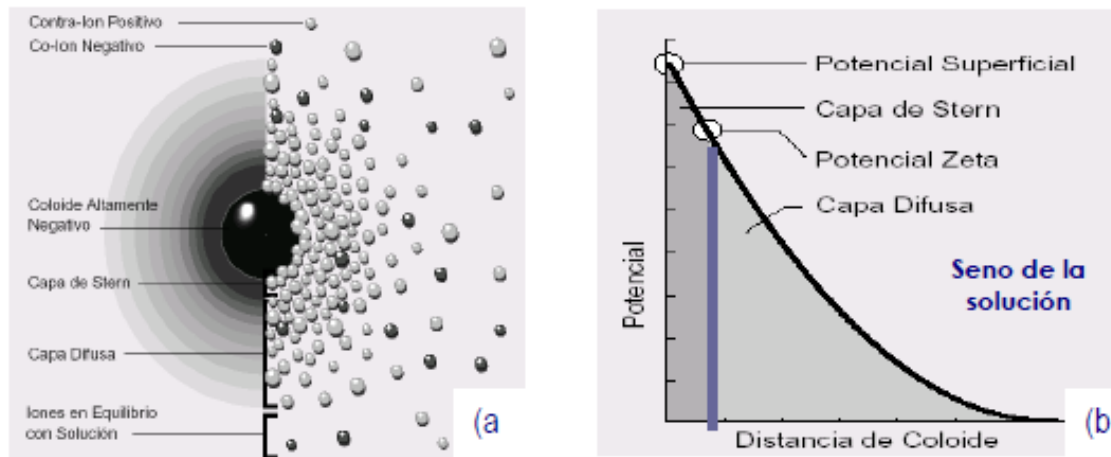 Contra-Ion Positivo
Co-Ion Negativo
Coloide Altamente
Negativo
Capa de Stern
Capa Difusa
Iones en Equilibrio
con Solución
(a
Potencial Superficial
Capa de Stern
Potencial Zeta
Capa Difusa
Seno de la
solución
Potencial
Distancia de Coloide
(b